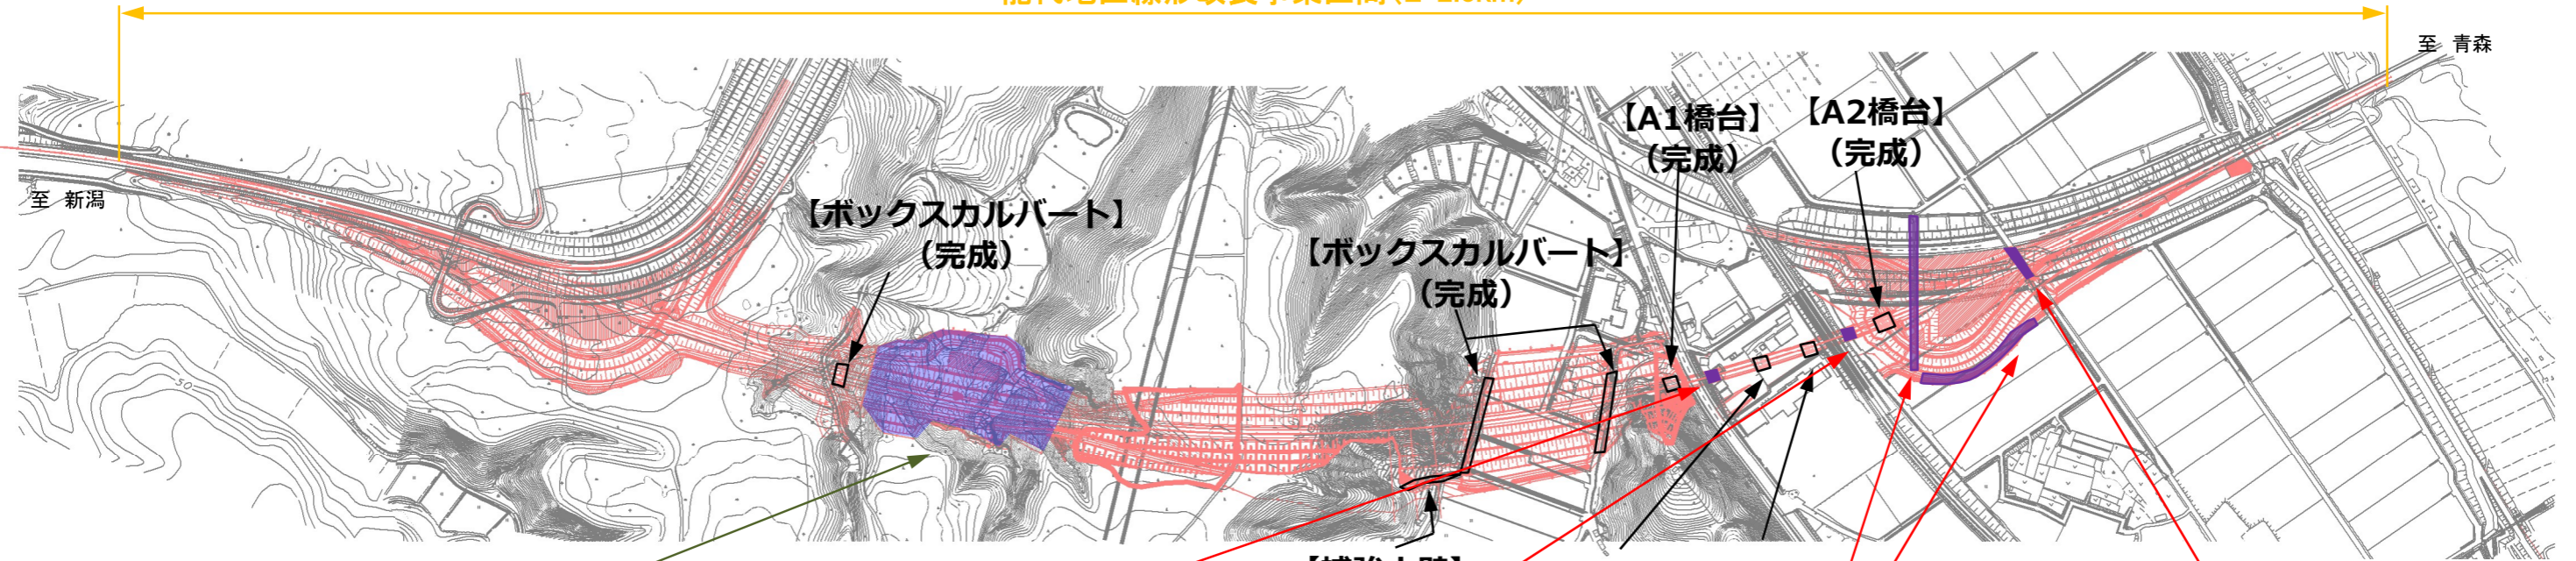 至 青森
至 新潟
【ボックスカルバート】
（完成）
【ボックスカルバート】
（完成）
【A1橋台】
（完成）
【A2橋台】
（完成）
50